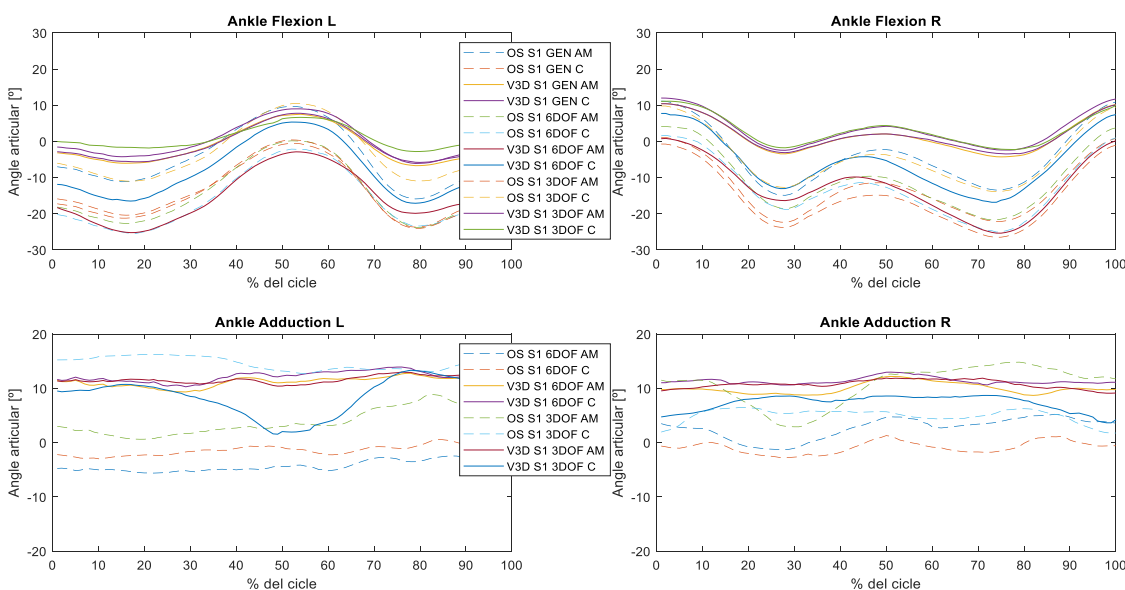 Ankle Flexion L
30
20
10
0
-10
-20
-30
Angle articular [º]
0 10 20 30 40 50 60 70 80 90 100
% del cicle
OS S1 GEN AM
OS S1 GEN C
V3D S1 GEN AM
V3D S1 GEN C
OS S1 6DOF AM
OS S1 6DOF C
V3D S1 6DOF AM
V3D S1 6DOF C
OS S1 3DOF AM
OS S1 3DOF C
V3D S1 3DOF AM
V3D S1 3DOF C
Ankle Flexion R
30
20
10
0
-10
-20
-30
Angle articular [º]
0 10 20 30 40 50 60 70 80 90 100
% del cicle
Ankle Adduction L
20
10
0
-10
-20
Angle articular [º]
0 10 20 30 40 50 60 70 80 90 100
% del cicle
OS S1 6DOF AM
OS S1 6DOF C
V3D S1 6DOF AM
V3D S1 6DOF C
OS S1 3DOF AM
OS S1 3DOF C
V3D S1 3DOF AM
V3D S1 3DOF C
Ankle Adduction R
20
10
0
-10
-20
Angle articular [º]
0 10 20 30 40 50 60 70 80 90 100
% del cicle